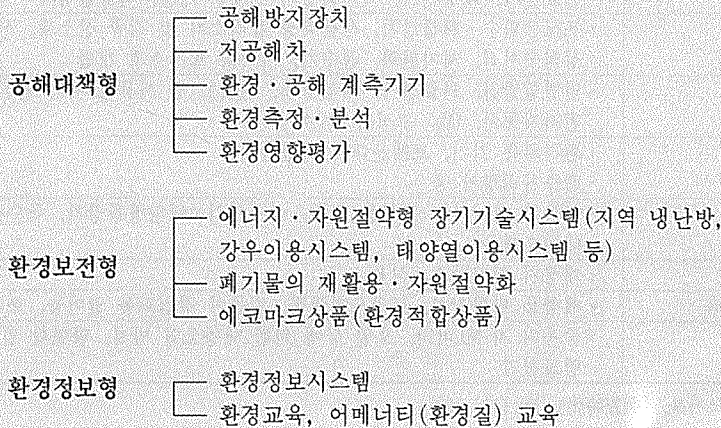 공해방지장치
저공해차
공해대책형
환경·공해 계측기기
환경측정·분석
환경영향평가
에너지·자원절약형 장기기술시스템(지역 냉난방,
강우이용시스템, 태양열이용시스템 등)
환경보전형
폐기물의 재활용·자원절약화
에코마크상품(환경적합상품)
환경정보형
환경정보시스템
환경교육, 어메너티(환경질) 교육